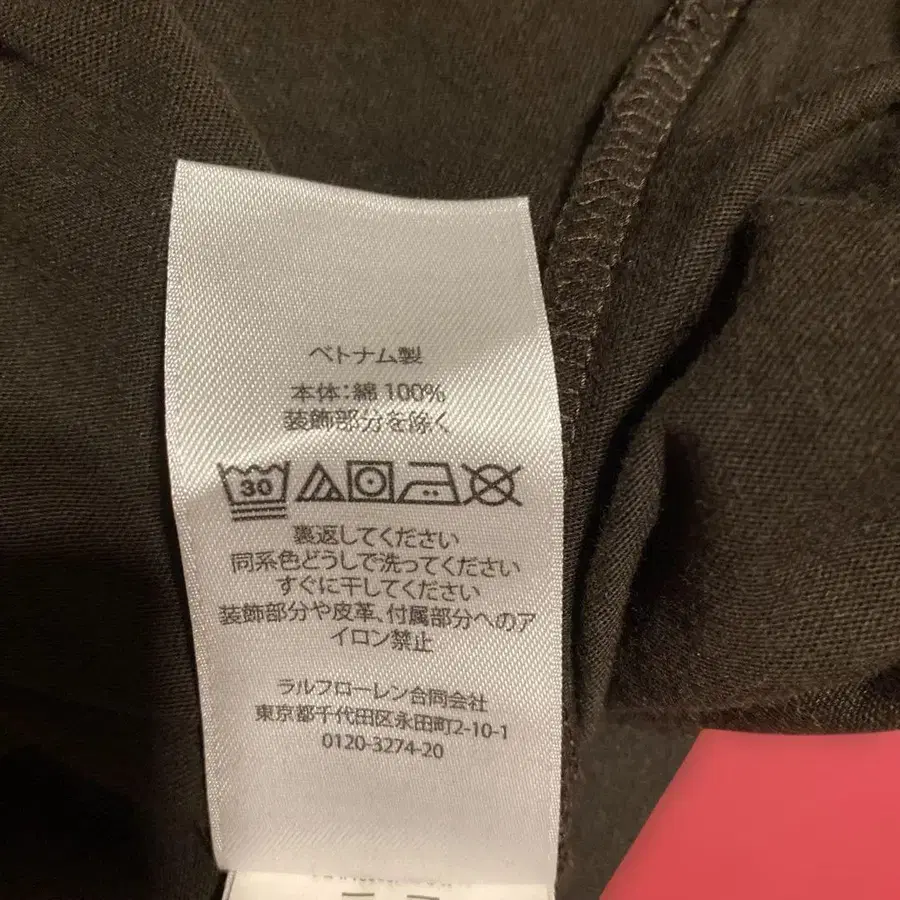 ベトナム製
本体：綿 100%
装飾部分を除く
30
裏返してください
同系色どうしで洗ってください
すぐに干してください
装飾部分や皮革、付属部分へのア
イロン禁止
ラルフローレン合同会社
東京都千代田区永田町2-10-1
0120-3274-20